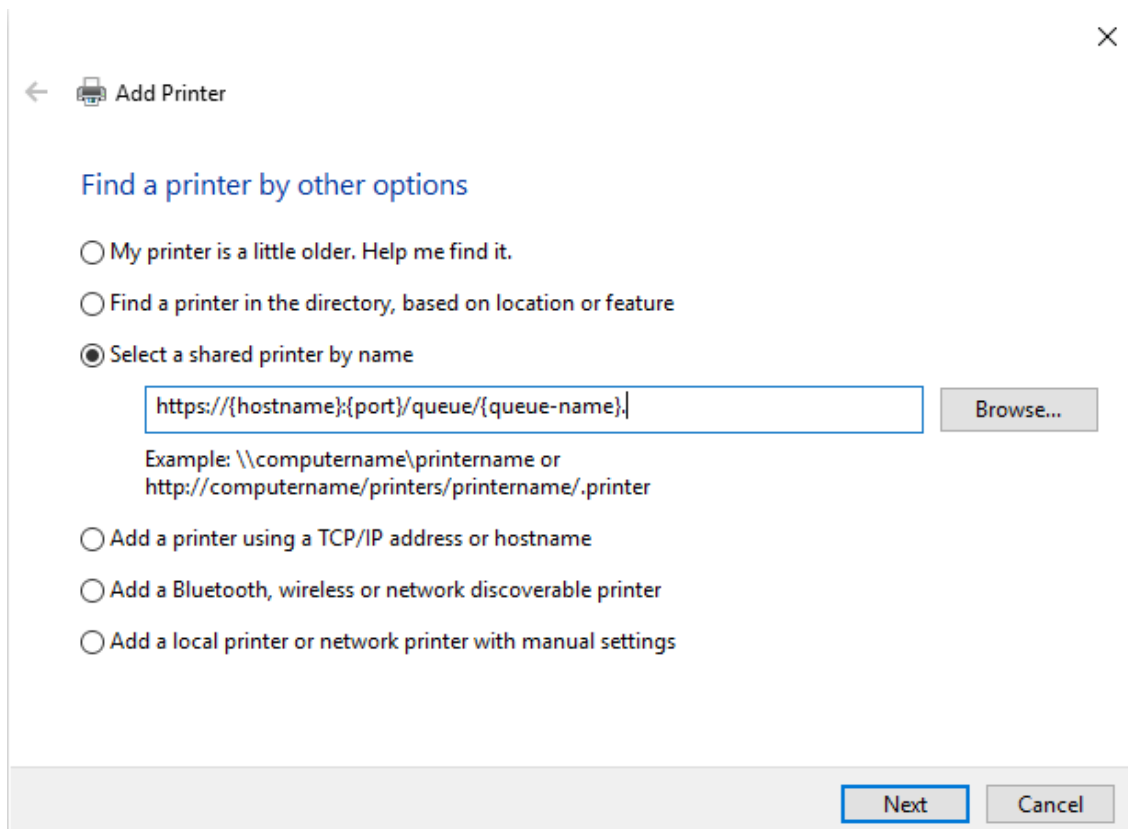 Add Printer
Find a printer by other options
My printer is a little older. Help me find it.
Find a printer in the directory, based on location or feature
Select a shared printer by name
https://{hostname}:{port}/queue/{queue-name}.
Browse...
Example: \\computername\printername or
http://computername/printers/printername/.printer
Add a printer using a TCP/IP address or hostname
Add a Bluetooth, wireless or network discoverable printer
Add a local printer or network printer with manual settings
Next
Cancel